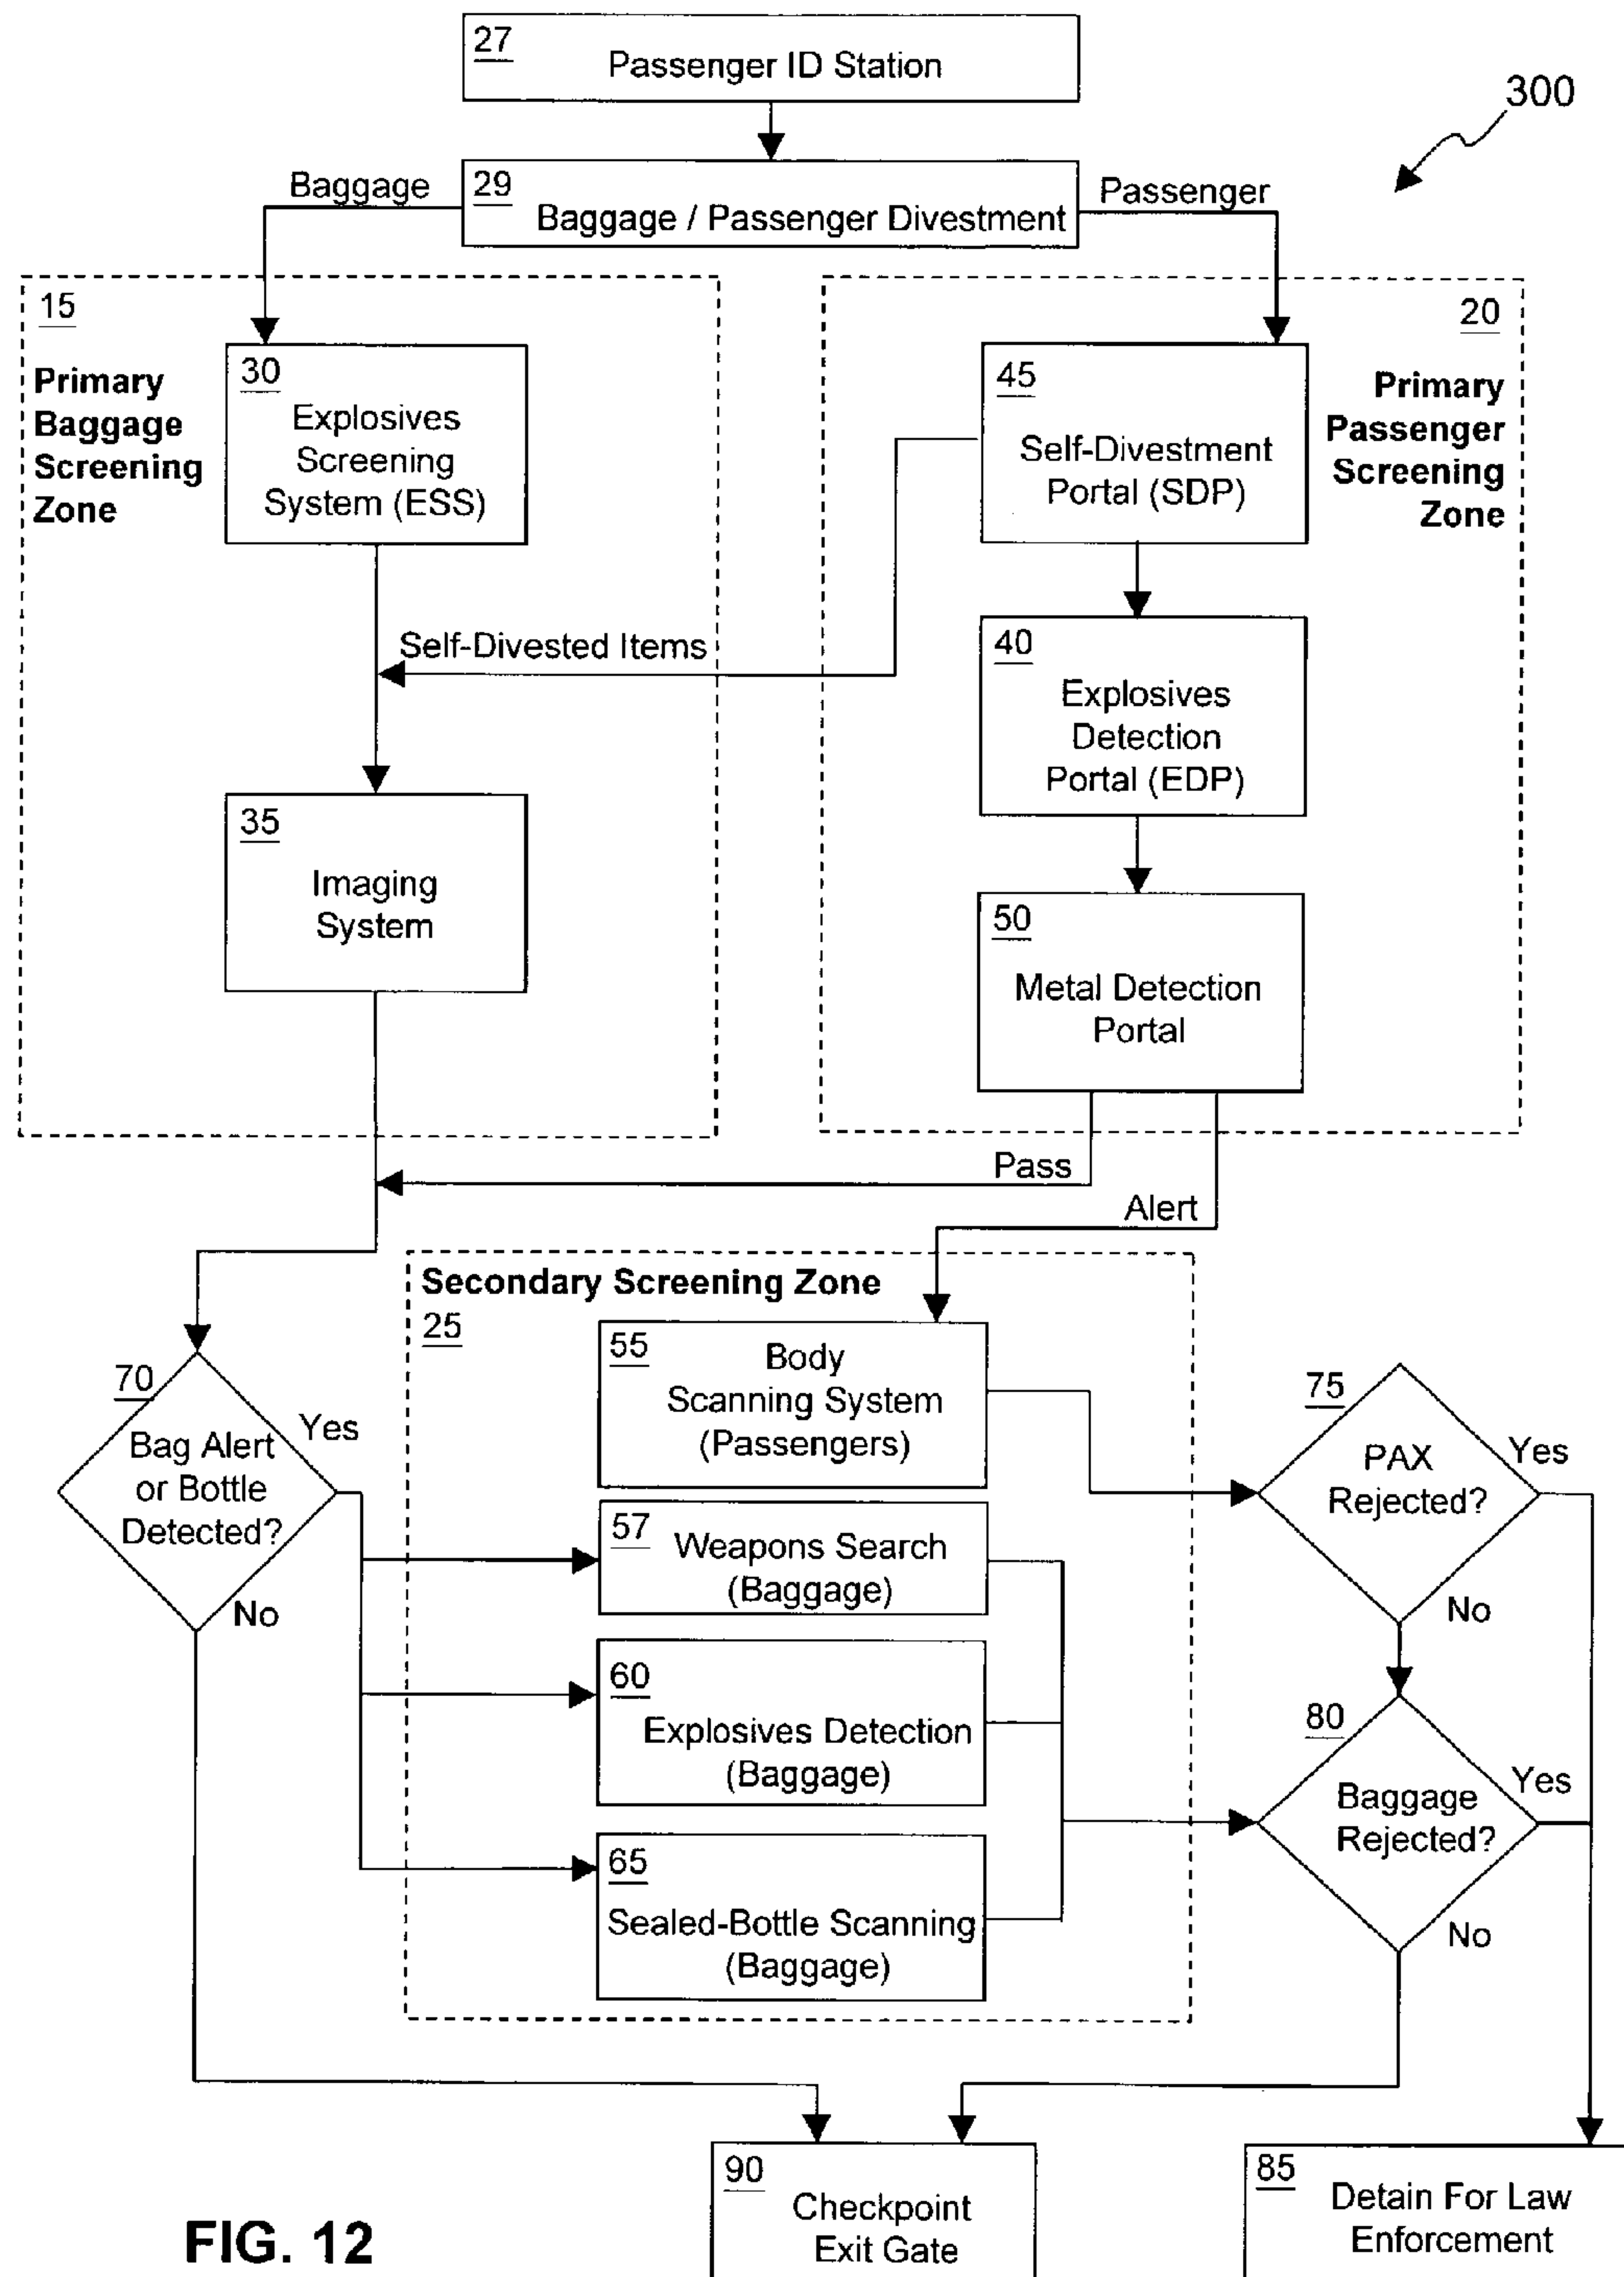 27
Passenger ID Station
300
Baggage
29
Baggage / Passenger Divestment
Passenger
15
Primary
Baggage
Screening
Zone
30
Explosives
Screening
System (ESS)
45
Self-Divestment
Portal (SDP)
20
Primary
Passenger
Screening
Zone
Self-Divested Items
40
Explosives
Detection
Portal (EDP)
35
Imaging
System
50
Metal Detection
Portal
Pass
Alert
Secondary Screening Zone
25
55
Body
Scanning System
(Passengers)
70
Bag Alert
or Bottle
Detected?
Yes
No
75
PAX
Rejected?
Yes
No
57
Weapons Search
(Baggage)
60
Explosives Detection
(Baggage)
80
Baggage
Rejected?
Yes
No
65
Sealed-Bottle Scanning
(Baggage)
90
Checkpoint
Exit Gate
85
Detain For Law
Enforcement
FIG. 12